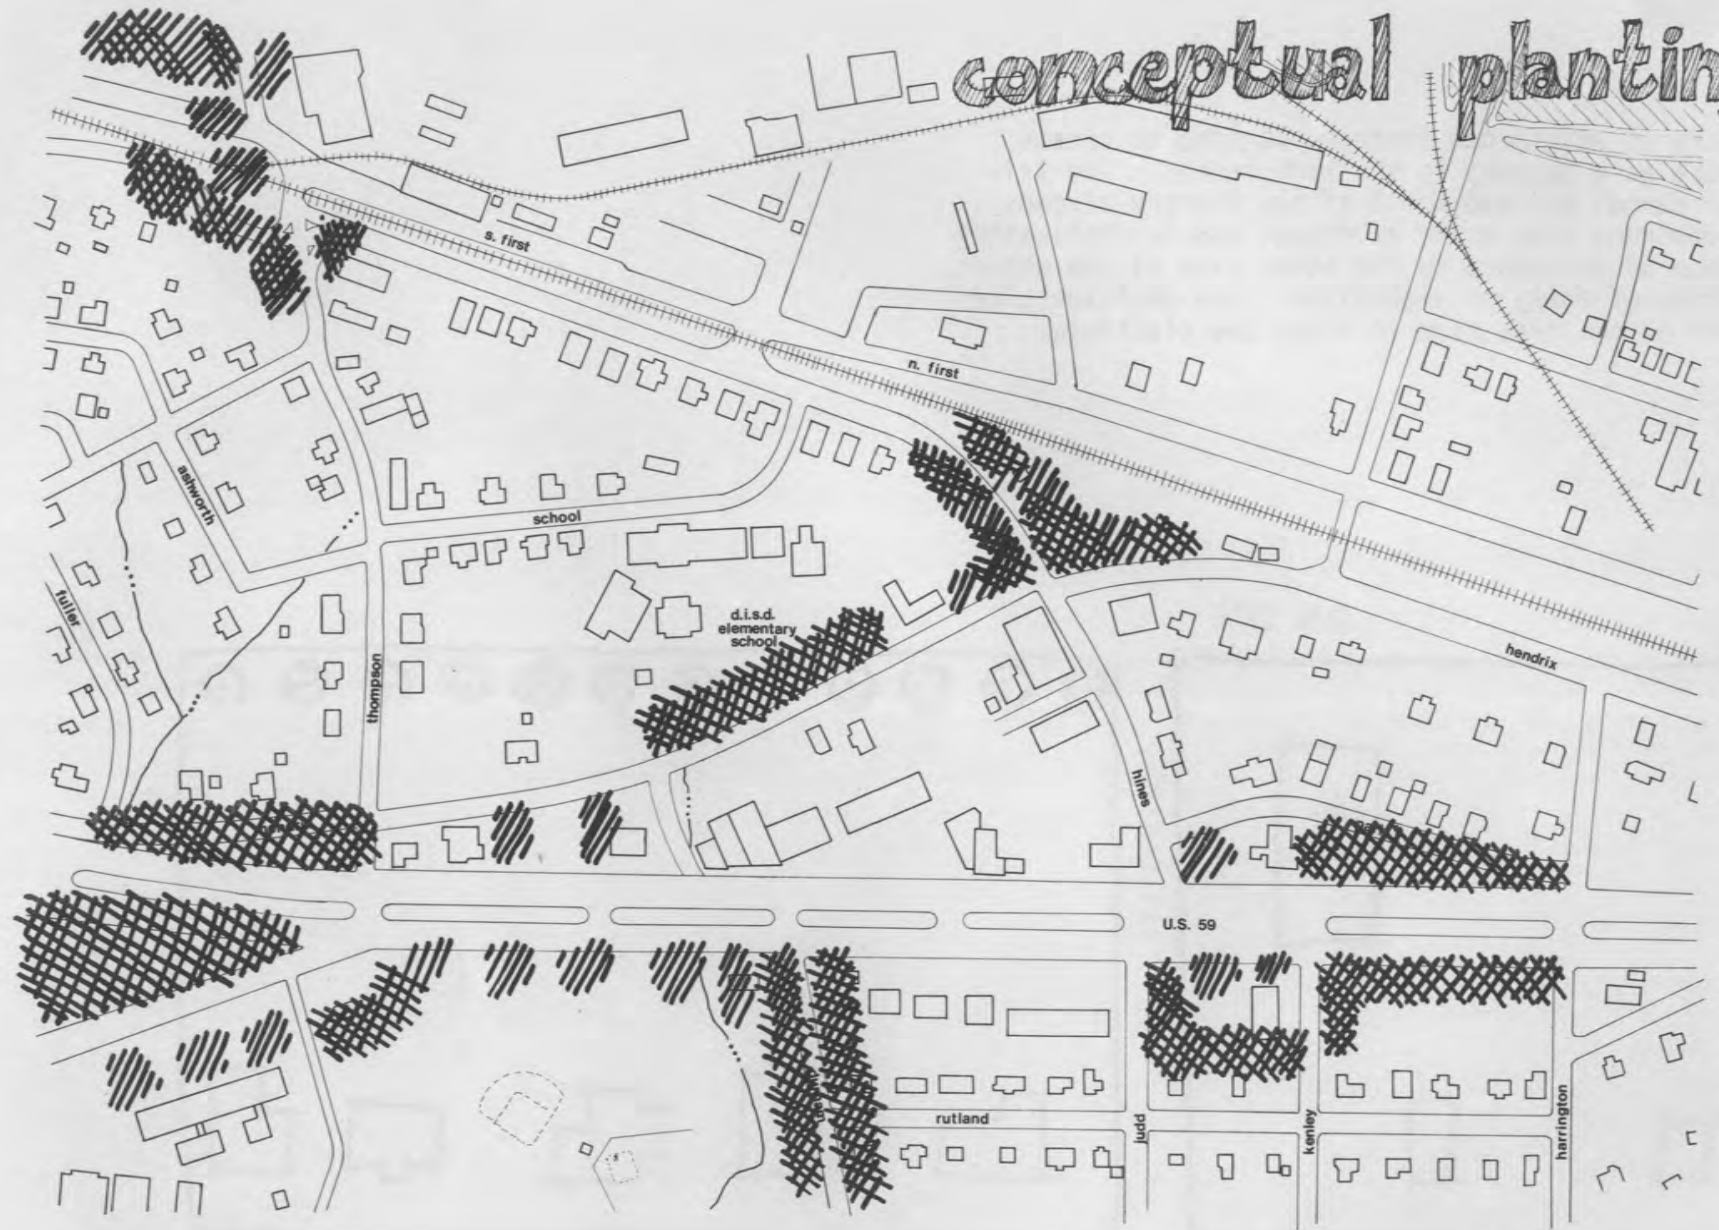 conceptual plantin
s. first
n. first
ashworth
school
fuller
d.i.s.d.
elementary
school
thompson
hendrix
hines
U.S. 59
rutland
judd
kenley
harrington